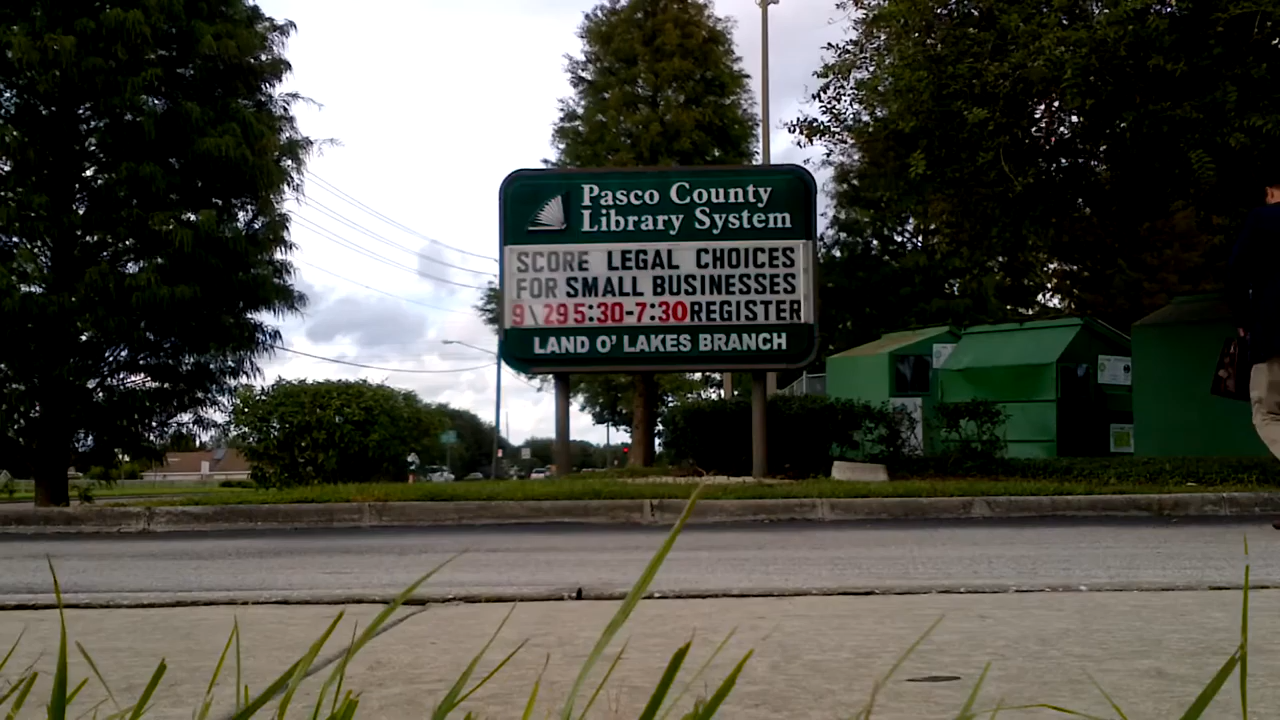 Pasco County
Library System
SCORE LEGAL CHOICES
FOR SMALL BUSINESSES
9\29 5:30-7:30 REGISTER
LAND O' LAKES BRANCH